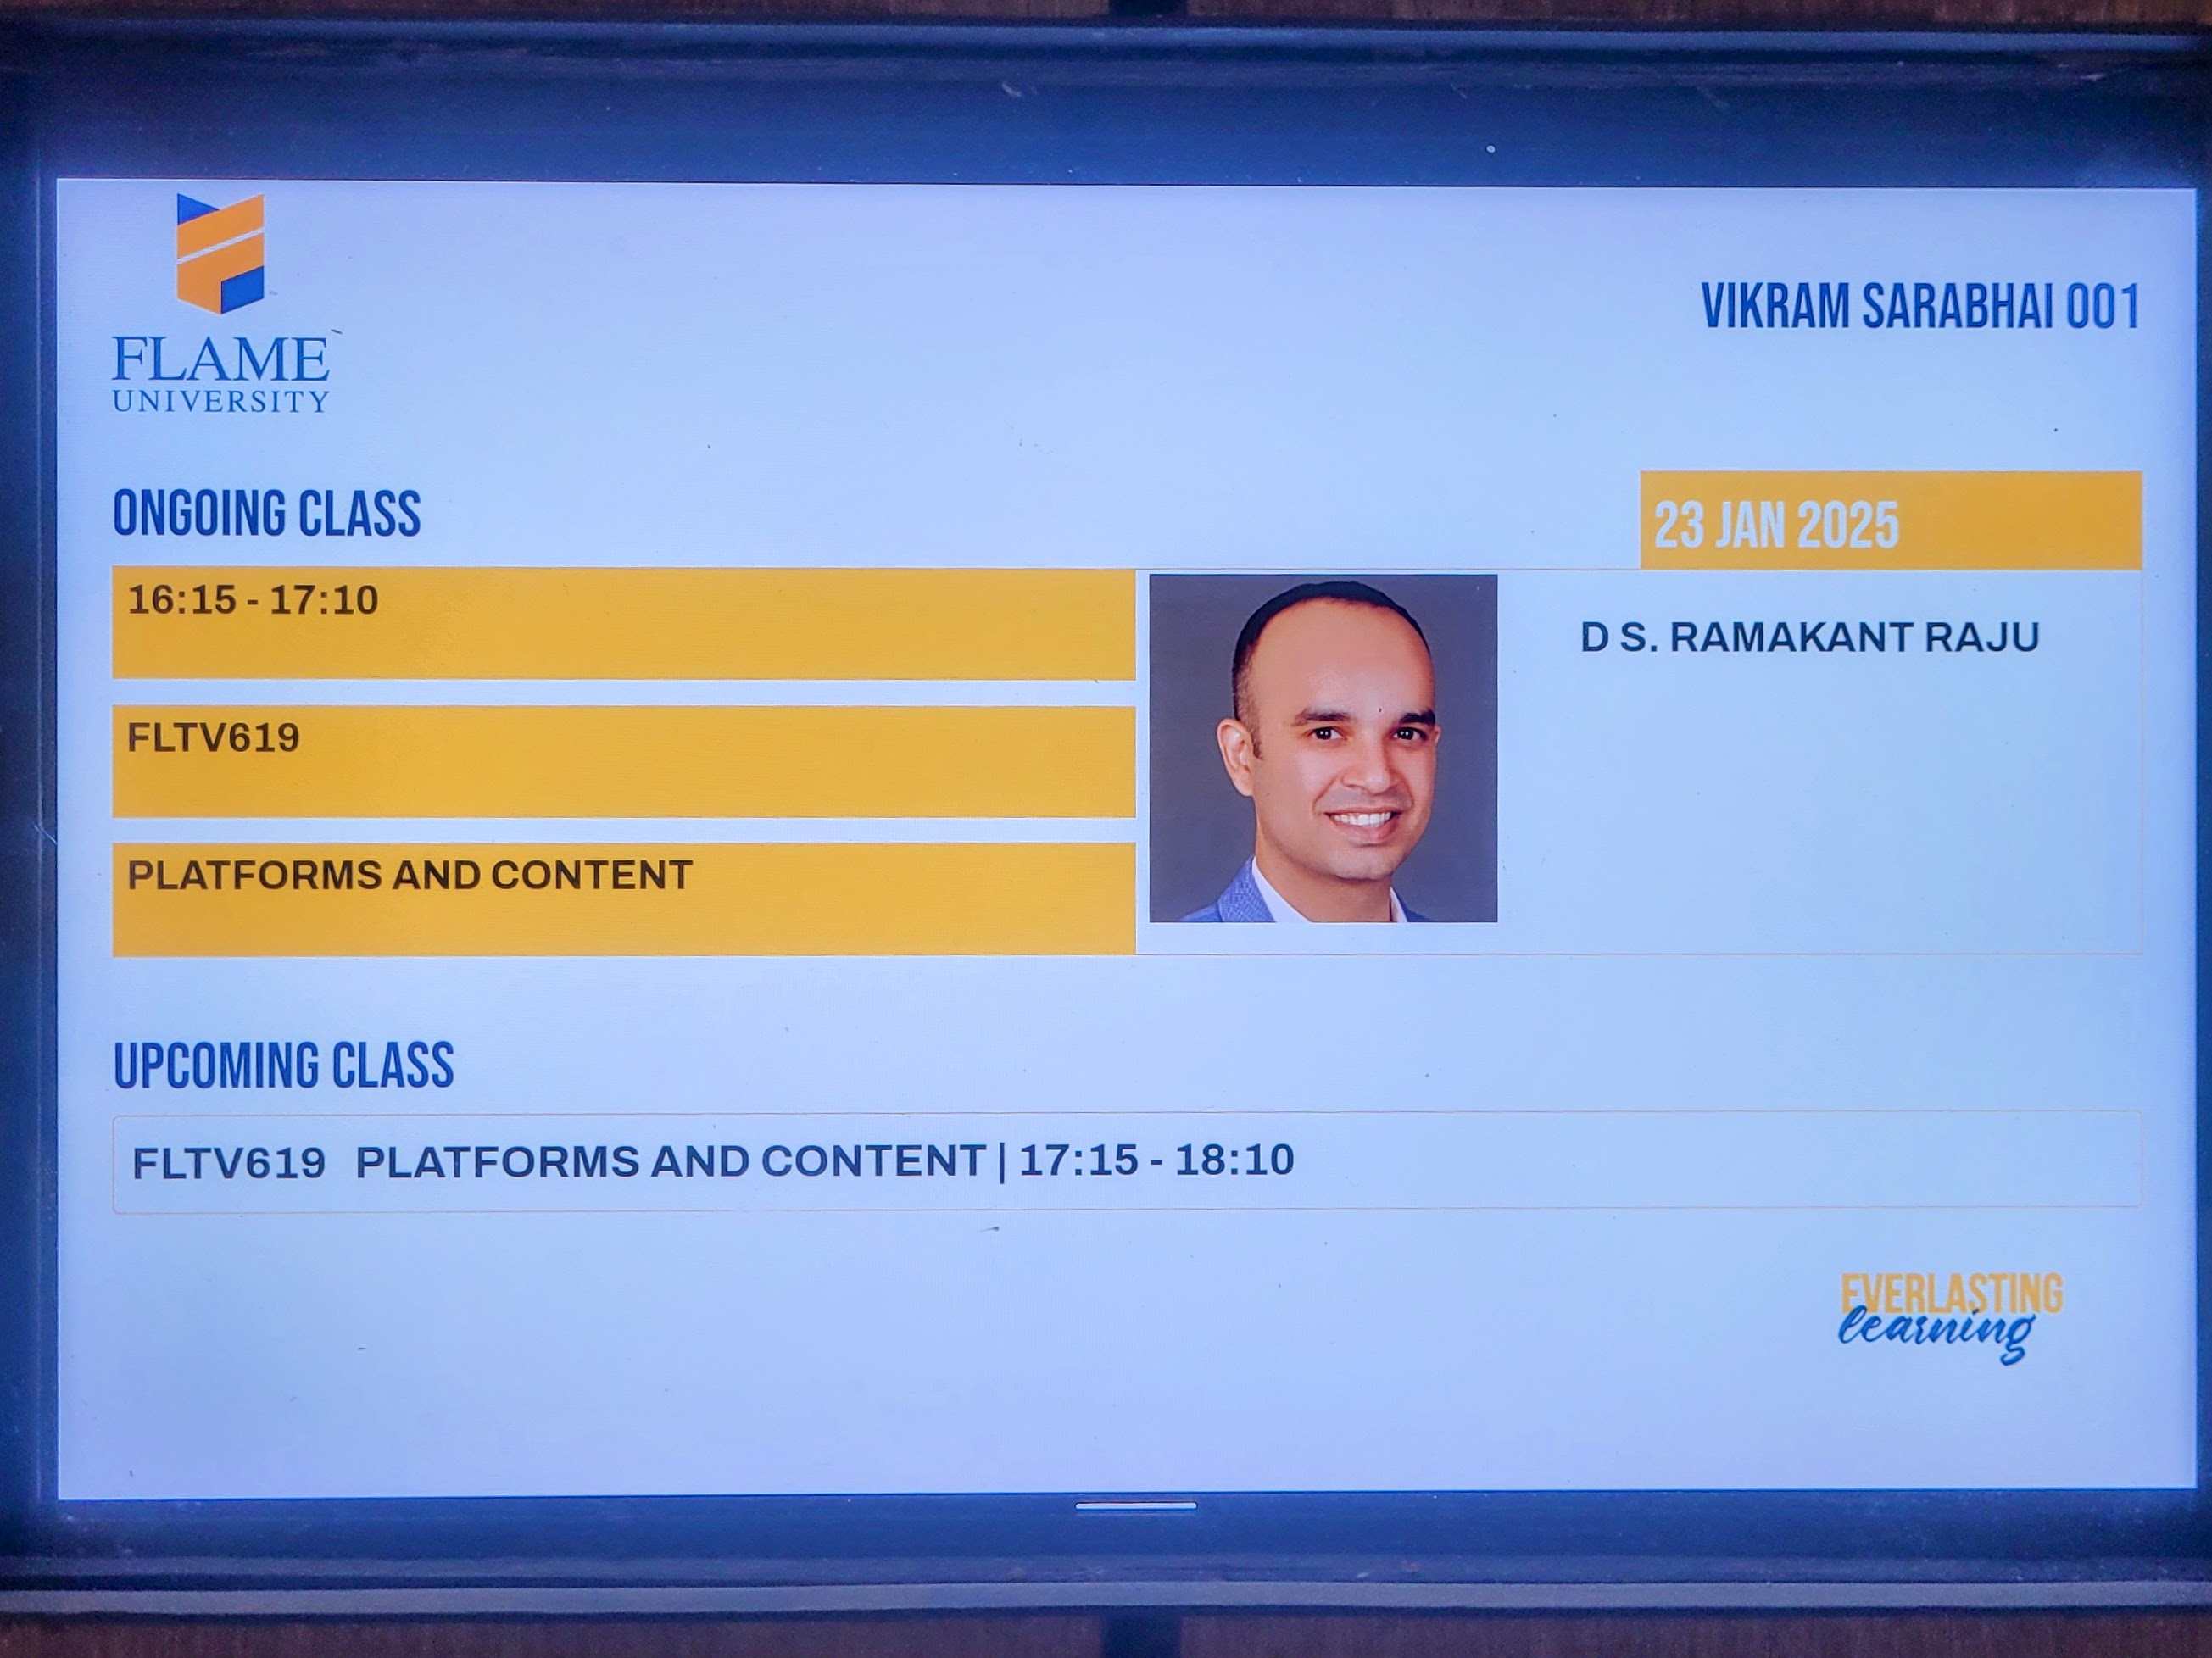 FLAME
UNIVERSITY
VIKRAM SARABHAI 001
ONGOING CLASS
23 JAN 2025
16:15 - 17:10
D S. RAMAKANT RAJU
FLTV619
PLATFORMS AND CONTENT
UPCOMING CLASS
FLTV619 PLATFORMS AND CONTENT | 17:15 - 18:10
EVERLASTING
learning